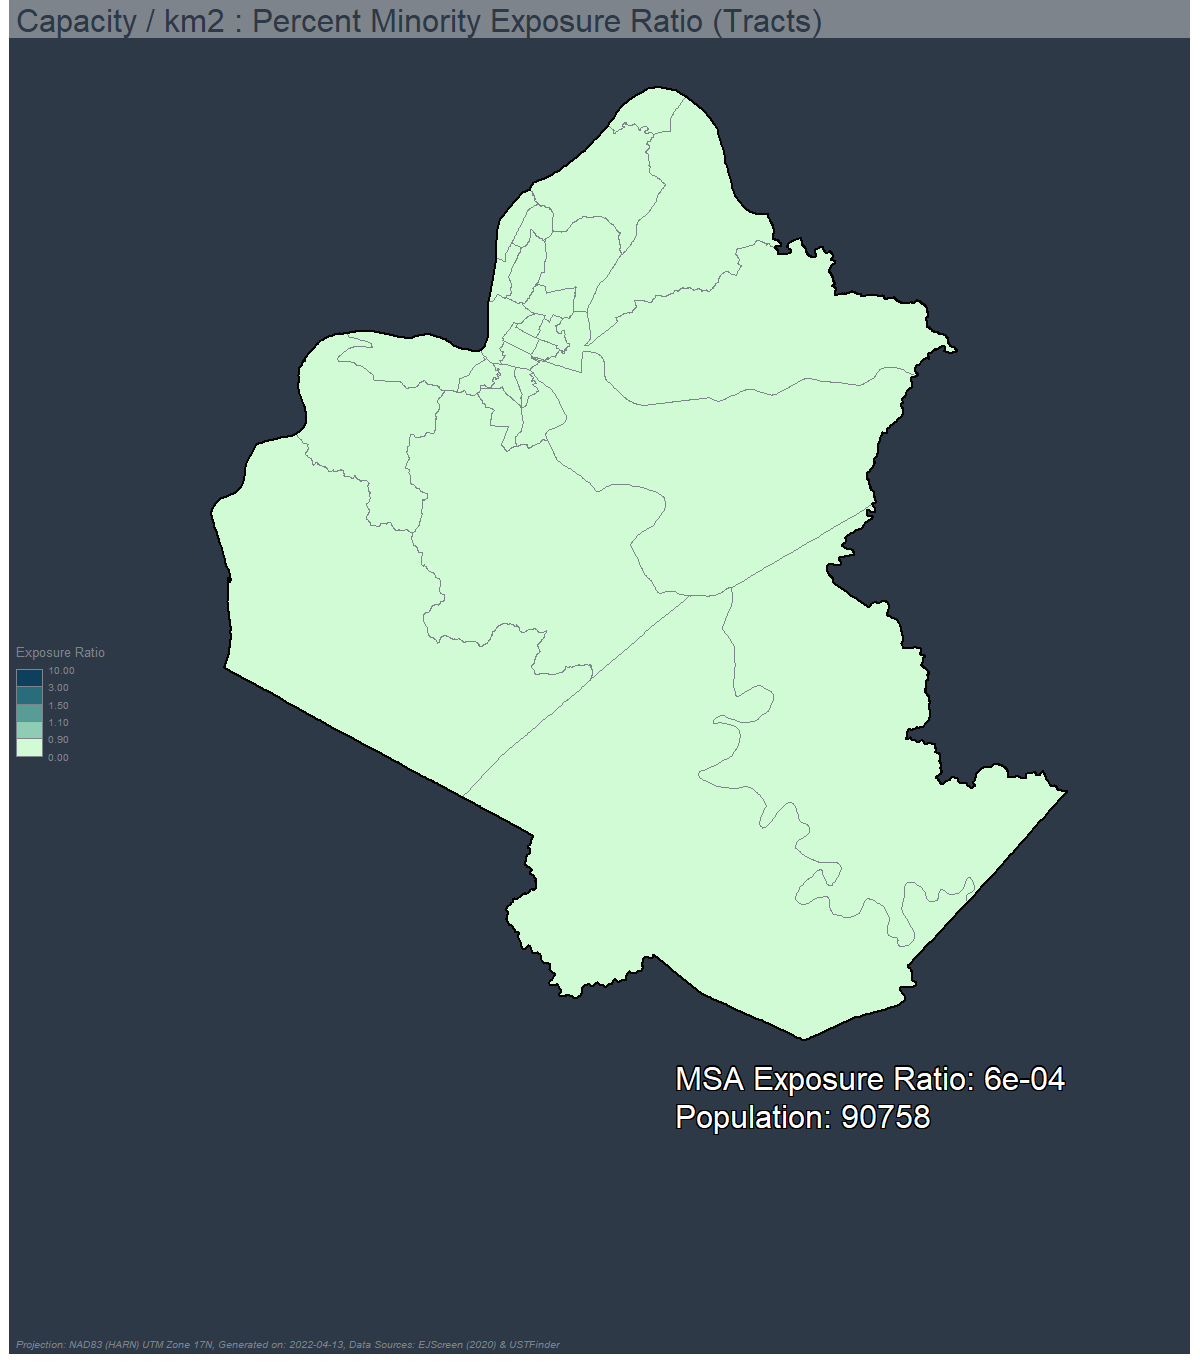 Capacity / km2 : Percent Minority Exposure Ratio (Tracts)
Exposure Ratio
10.00
3.00
1.50
1.10
0.90
0.00
MSA Exposure Ratio: 6e-04
Population: 90758
Projection: NAD83 (HARN) UTM Zone 17N, Generated on: 2022-04-13, Data Sources: EJScreen (2020) & USTFinder